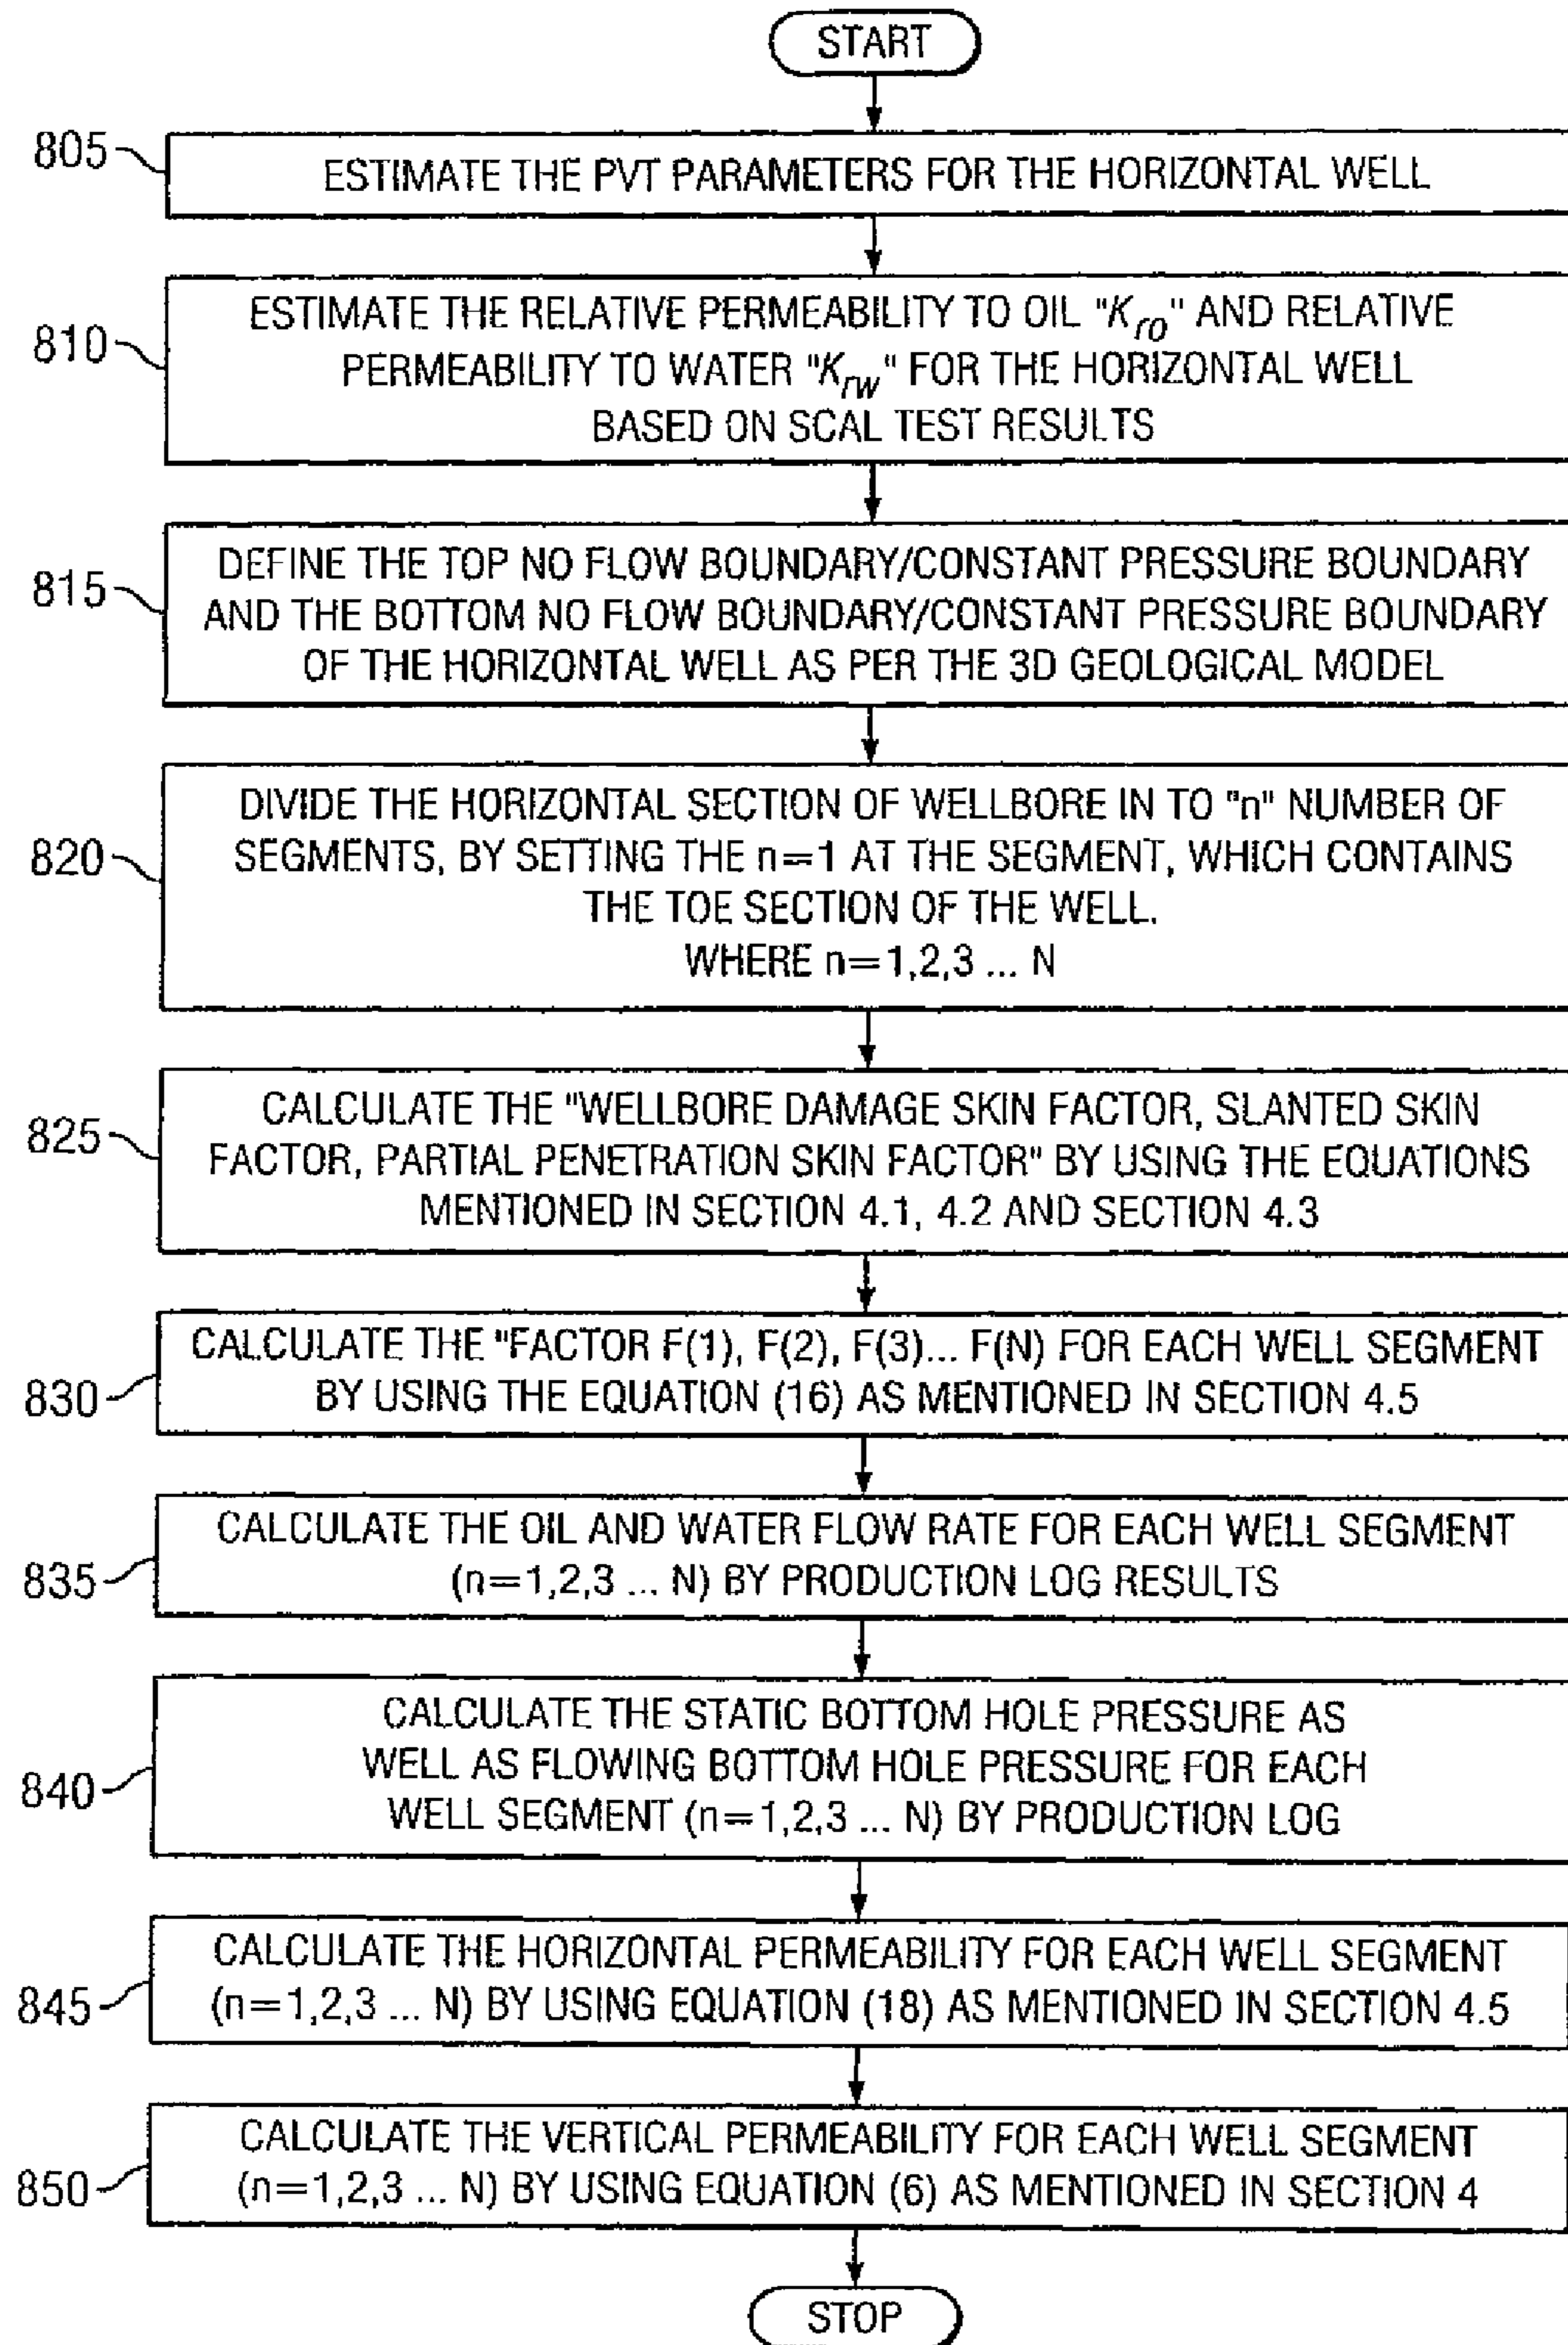 START
805
ESTIMATE THE PVT PARAMETERS FOR THE HORIZONTAL WELL
810
ESTIMATE THE RELATIVE PERMEABILITY TO OIL "Kro" AND RELATIVE
PERMEABILITY TO WATER "Krw" FOR THE HORIZONTAL WELL
BASED ON SCAL TEST RESULTS
815
DEFINE THE TOP NO FLOW BOUNDARY/CONSTANT PRESSURE BOUNDARY
AND THE BOTTOM NO FLOW BOUNDARY/CONSTANT PRESSURE BOUNDARY
OF THE HORIZONTAL WELL AS PER THE 3D GEOLOGICAL MODEL
820
DIVIDE THE HORIZONTAL SECTION OF WELLBORE IN TO "n" NUMBER OF
SEGMENTS, BY SETTING THE n=1 AT THE SEGMENT, WHICH CONTAINS
THE TOE SECTION OF THE WELL.
WHERE n=1,2,3 ... N
825
CALCULATE THE "WELLBORE DAMAGE SKIN FACTOR, SLANTED SKIN
FACTOR, PARTIAL PENETRATION SKIN FACTOR" BY USING THE EQUATIONS
MENTIONED IN SECTION 4.1, 4.2 AND SECTION 4.3
830
CALCULATE THE "FACTOR F(1), F(2), F(3)... F(N) FOR EACH WELL SEGMENT
BY USING THE EQUATION (16) AS MENTIONED IN SECTION 4.5
835
CALCULATE THE OIL AND WATER FLOW RATE FOR EACH WELL SEGMENT
(n=1,2,3 ... N) BY PRODUCTION LOG RESULTS
840
CALCULATE THE STATIC BOTTOM HOLE PRESSURE AS
WELL AS FLOWING BOTTOM HOLE PRESSURE FOR EACH
WELL SEGMENT (n=1,2,3 ... N) BY PRODUCTION LOG
845
CALCULATE THE HORIZONTAL PERMEABILITY FOR EACH WELL SEGMENT
(n=1,2,3 ... N) BY USING EQUATION (18) AS MENTIONED IN SECTION 4.5
850
CALCULATE THE VERTICAL PERMEABILITY FOR EACH WELL SEGMENT
(n=1,2,3 ... N) BY USING EQUATION (6) AS MENTIONED IN SECTION 4
STOP